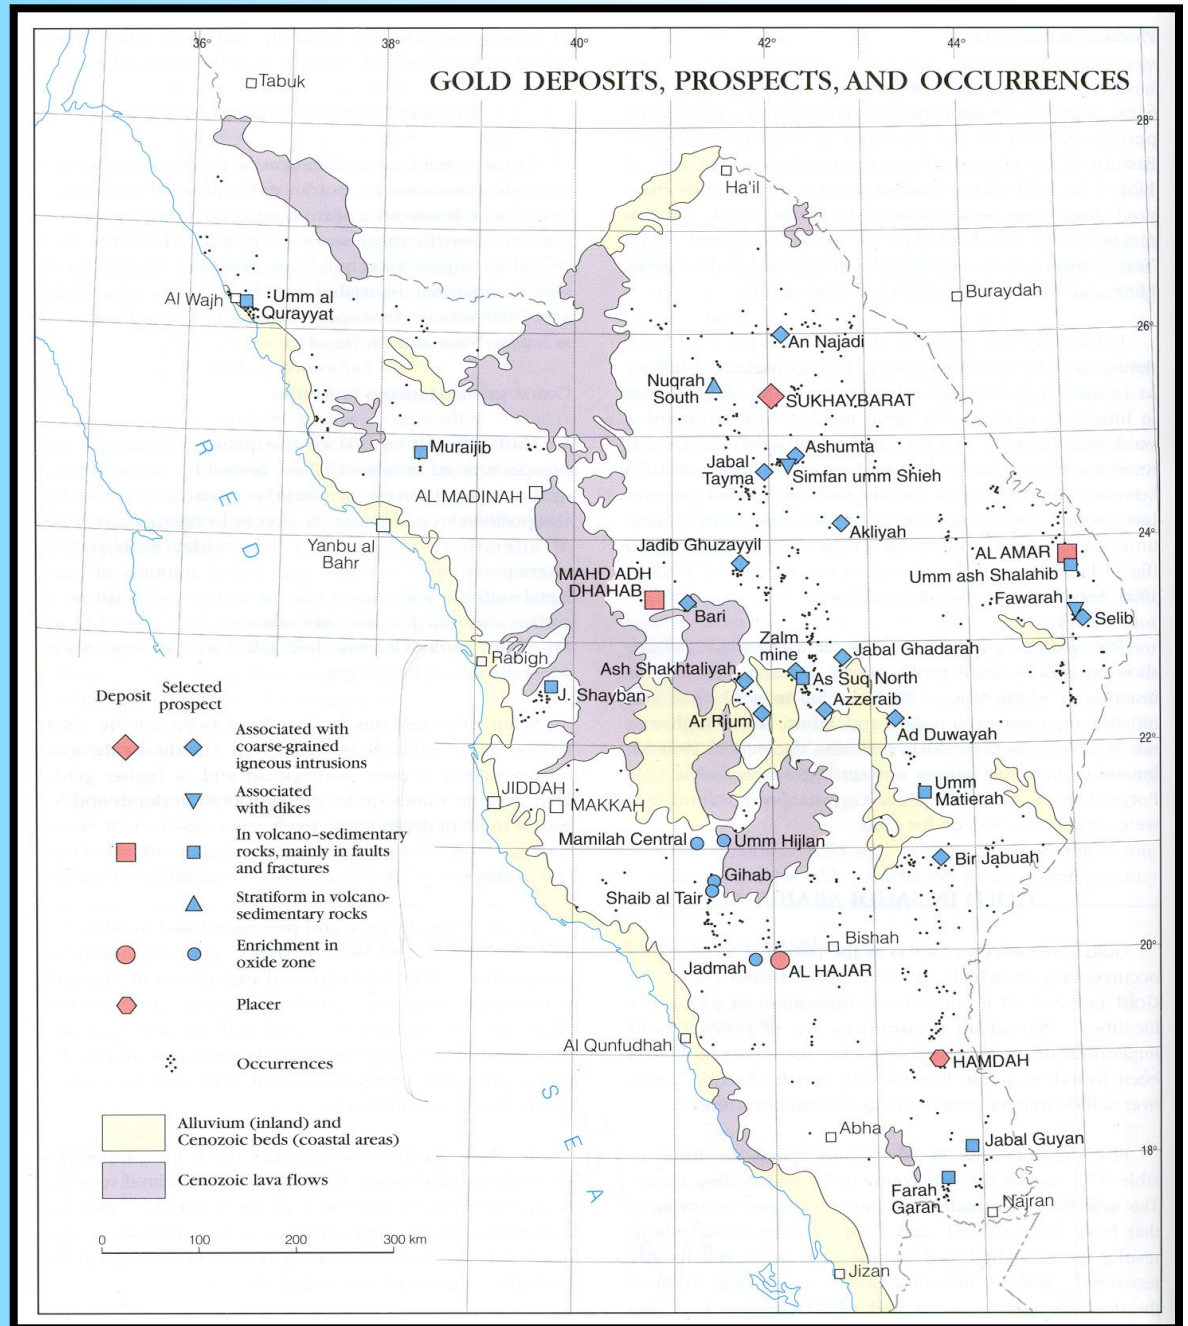 36°
38°
40°
42°
44°
Tabuk
GOLD DEPOSITS, PROSPECTS, AND OCCURRENCES
28°
Ha'il
Buraydah
Al Wajh
Umm al
Qurayyat
26°
An Najadi
Nuqrah
South
SUKHAYBARAT
Muraijib
Ashumta
Jabal
Tayma
Simfan umm Shieh
AL MADINAH
RED
Yanbu al
Bahr
Akliyah
24°
Jadib Ghuzayyil
AL AMAR
Umm ash Shalahib
MAHD ADH
DHAHAB
Fawarah
Bari
Selib
Zalm
mine
Jabal Ghadarah
Rabigh
Ash Shakhtaliyah
As Suq North
J. Shayban
Azzeraib
Ar Rjum
Ad Duwayah
22°
Deposit
Selected
prospect
Associated with
coarse-grained
igneous intrusions
Associated
with dikes
In volcano-sedimentary
rocks, mainly in faults
and fractures
Stratiform in volcano-
sedimentary rocks
Enrichment in
oxide zone
Placer
Occurrences
JIDDAH
MAKKAH
Umm
Matierah
Mamilah Central
Umm Hijlan
Bir Jabuah
Gihab
Shaib al Tair
Bishah
20°
Jadmah
AL HAJAR
Al Qunfudhah
HAMDAH
SEA
Abha
Jabal Guyan
18°
Alluvium (inland) and
Cenozoic beds (coastal areas)
Cenozoic lava flows
Farah
Garan
Najran
0 100 200 300 km
Jizan